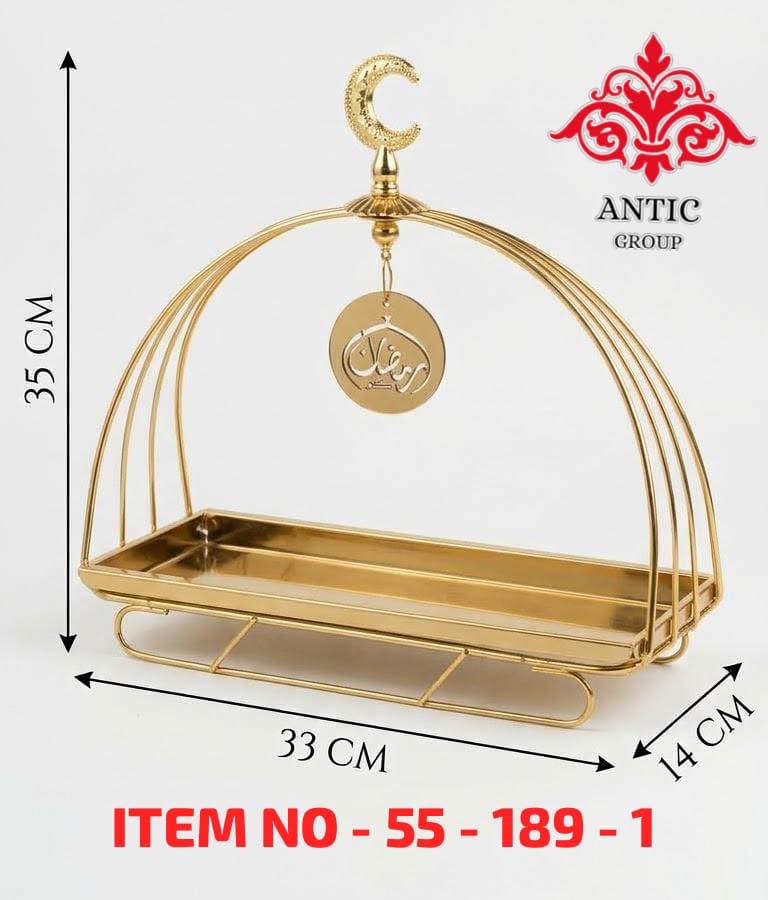 ANTIC
GROUP
35 CM
رمضان
33 CM
14 CM
ITEM NO - 55 - 189 - 1